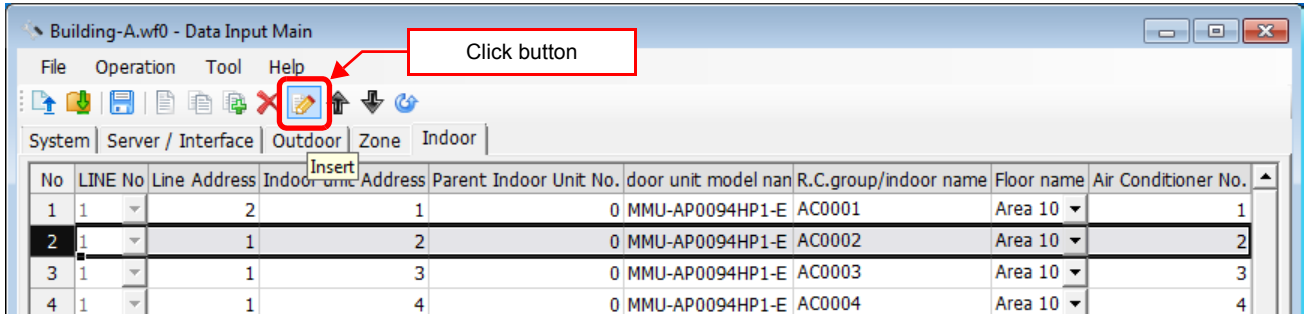 Building-A.wf0 - Data Input Main
Click button
File Operation Tool Help
System Server / Interface Outdoor Zone Indoor
Insert
No LINE No Line Address Indoor unit Address Parent Indoor Unit No. door unit model nan R.C.group/indoor name Floor name Air Conditioner No.
1 1 2 1 0 MMU-AP0094HP1-E AC0001 Area 10 1
2 1 1 2 0 MMU-AP0094HP1-E AC0002 Area 10 2
3 1 1 3 0 MMU-AP0094HP1-E AC0003 Area 10 3
4 1 1 4 0 MMU-AP0094HP1-E AC0004 Area 10 4